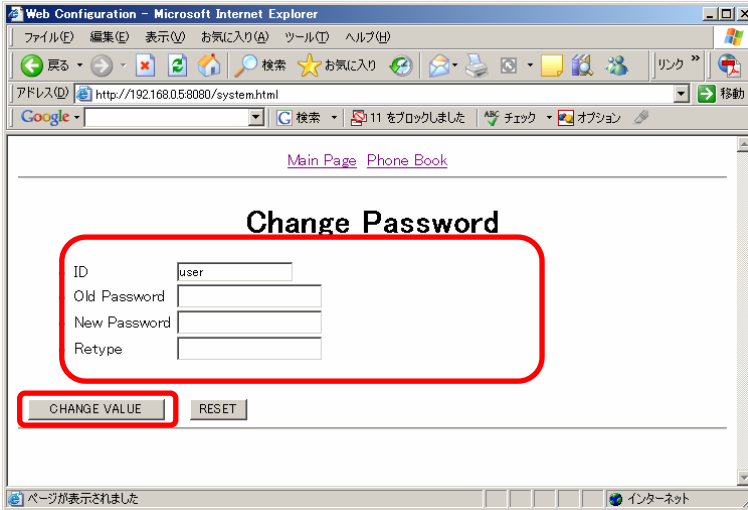 Web Configuration - Microsoft Internet Explorer
ファイル(F) 編集(E) 表示(V) お気に入り(A) ツール(T) ヘルプ(H)
戻る 検索 お気に入り リンク »
アドレス(D) http://192.168.0.5:8080/system.html 移動
Google 検索 11 をブロックしました ABC チェック オプション
Main Page Phone Book
Change Password
ID user
Old Password
New Password
Retype
CHANGE VALUE RESET
ページが表示されました インターネット